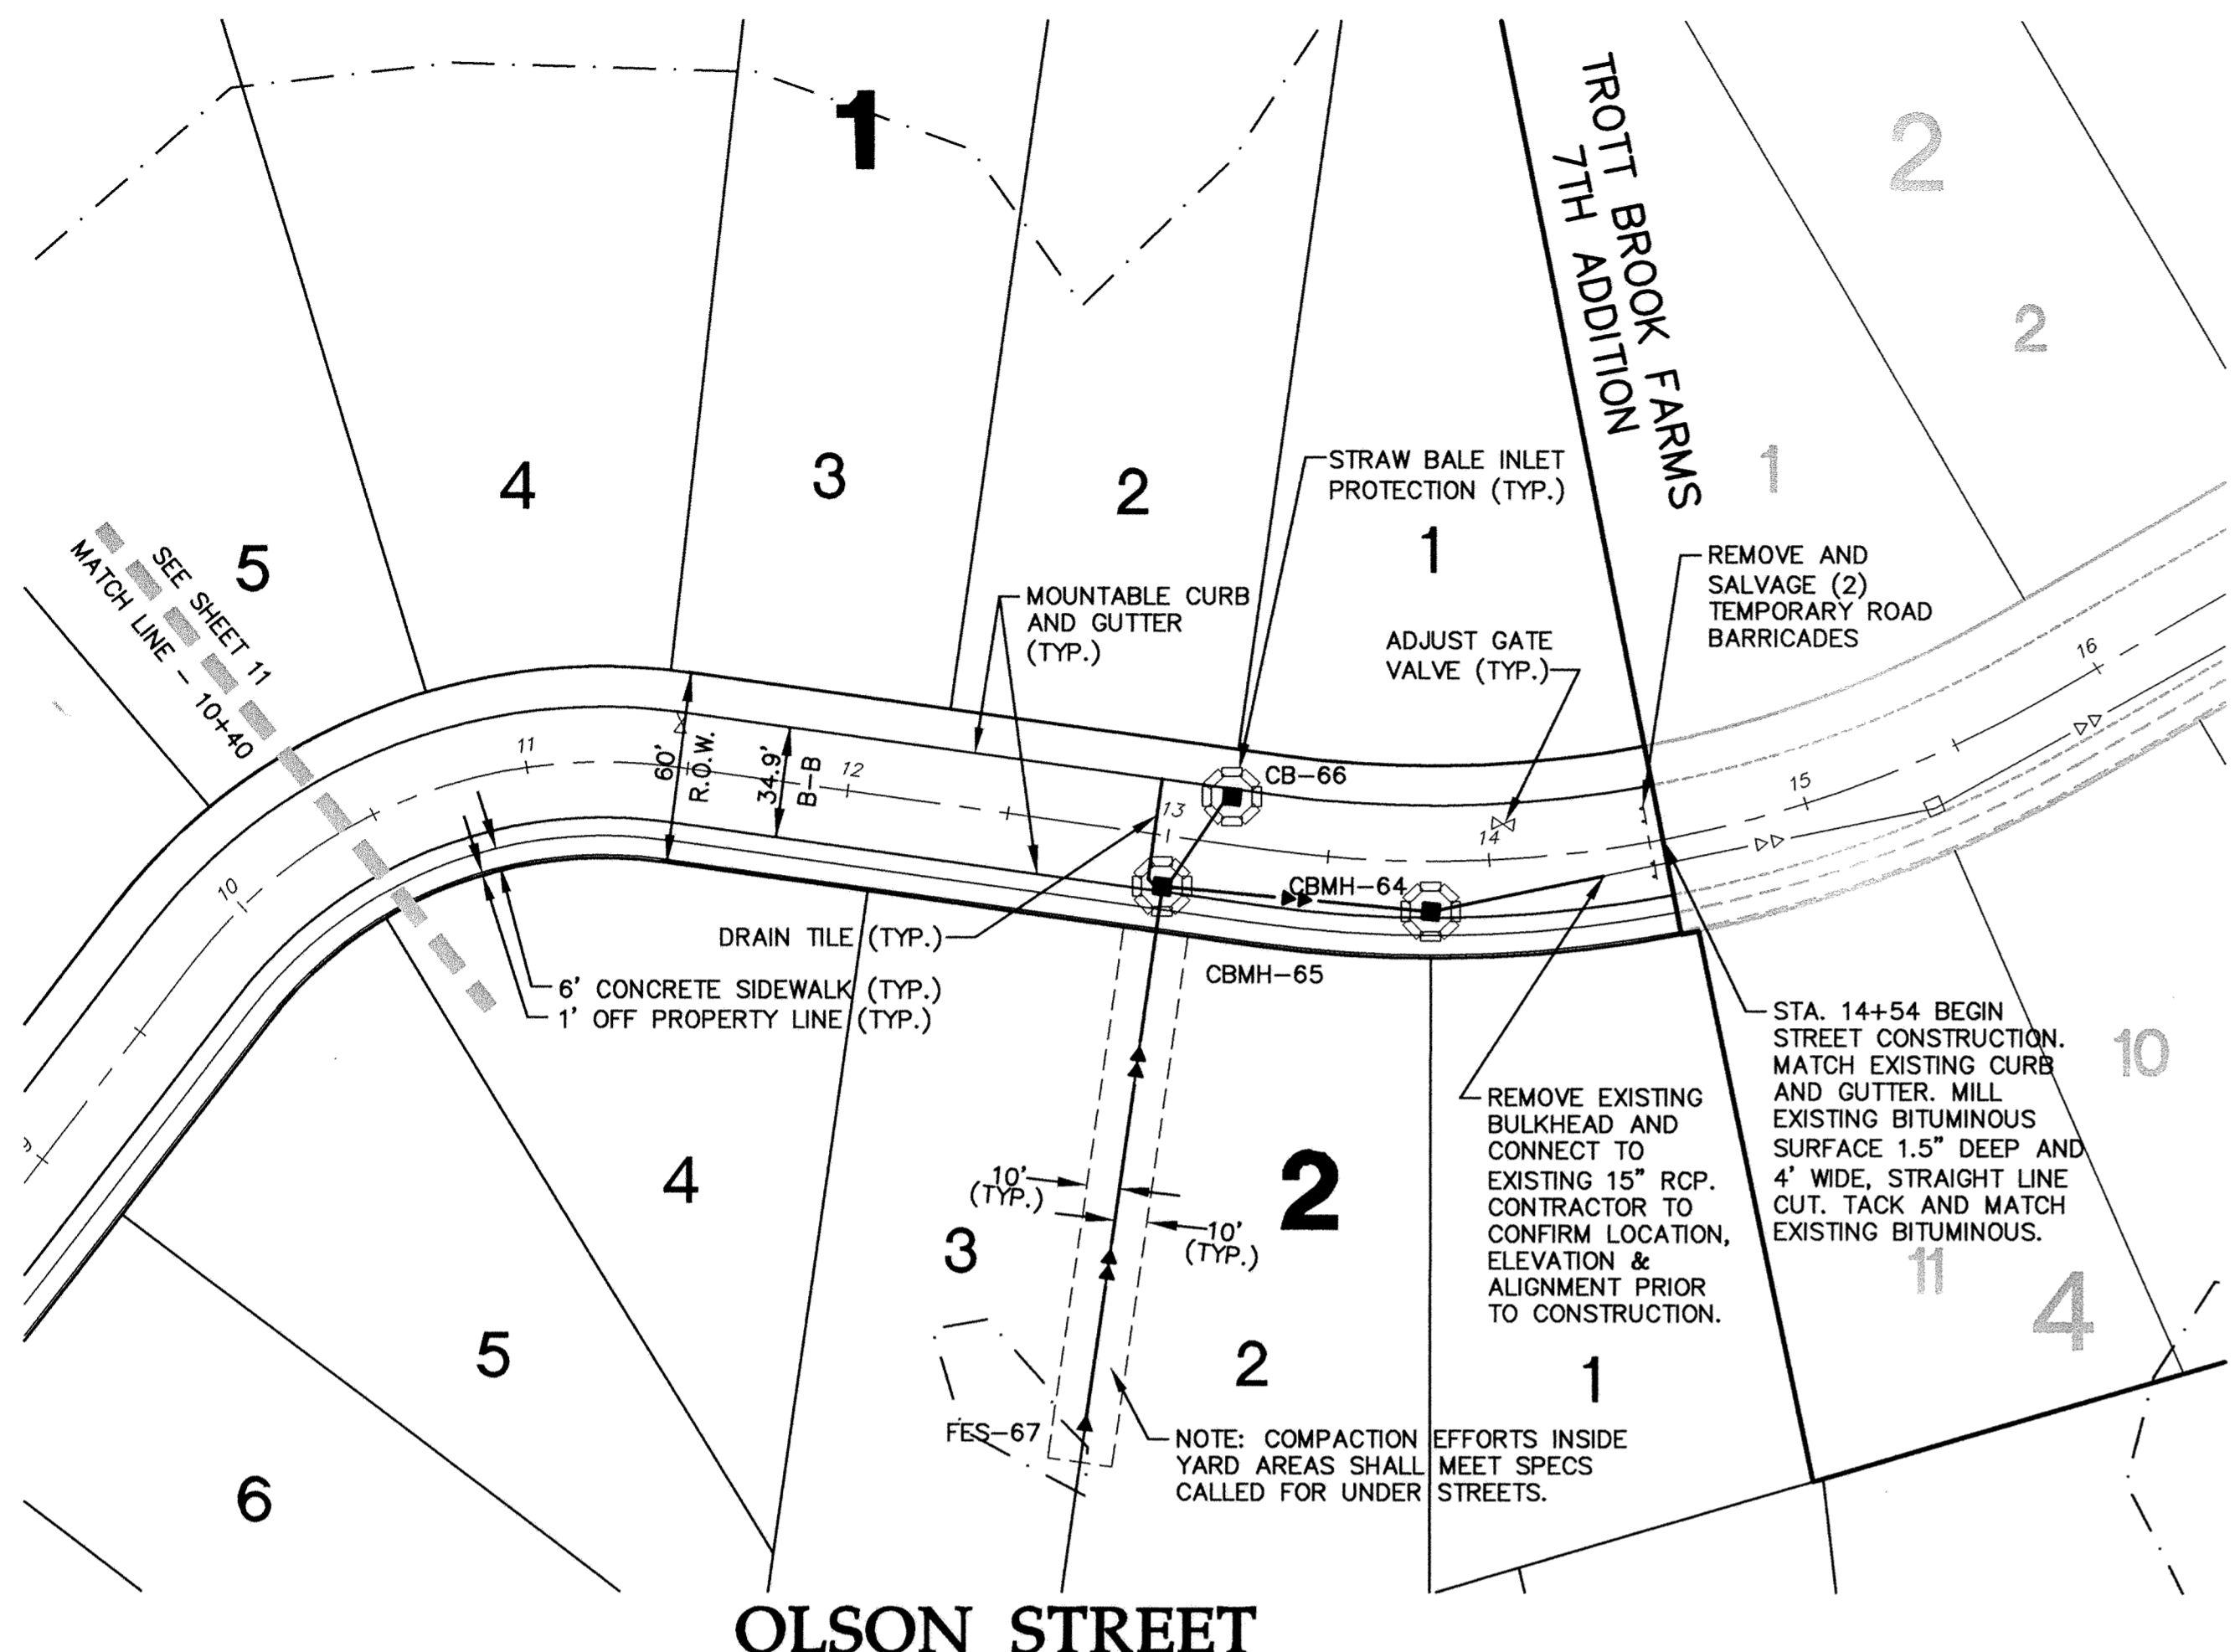 1
TROTT BROOK FARMS
7TH ADDITION
2
2
1
STRAW BALE INLET
PROTECTION (TYP.)
4
3
2
1
5
SEE SHEET 11
MATCH LINE – 10+40
REMOVE AND
SALVAGE (2)
TEMPORARY ROAD
BARRICADES
MOUNTABLE CURB
AND GUTTER
(TYP.)
ADJUST GATE
VALVE (TYP.)
16
11
60'
R.O.W.
34.9'
B–B
12
CB–66
13
14
15
10
9
CBMH–64
DRAIN TILE (TYP.)
CBMH–65
6' CONCRETE SIDEWALK (TYP.)
1' OFF PROPERTY LINE (TYP.)
STA. 14+54 BEGIN
STREET CONSTRUCTION.
MATCH EXISTING CURB
AND GUTTER. MILL
EXISTING BITUMINOUS
SURFACE 1.5" DEEP AND
4' WIDE, STRAIGHT LINE
CUT. TACK AND MATCH
EXISTING BITUMINOUS.
10
REMOVE EXISTING
BULKHEAD AND
CONNECT TO
EXISTING 15" RCP.
CONTRACTOR TO
CONFIRM LOCATION,
ELEVATION &
ALIGNMENT PRIOR
TO CONSTRUCTION.
4
10'
(TYP.)
2
10'
(TYP.)
3
11
4
5
2
1
FES–67
NOTE: COMPACTION EFFORTS INSIDE
YARD AREAS SHALL MEET SPECS
CALLED FOR UNDER STREETS.
6
OLSON STREET